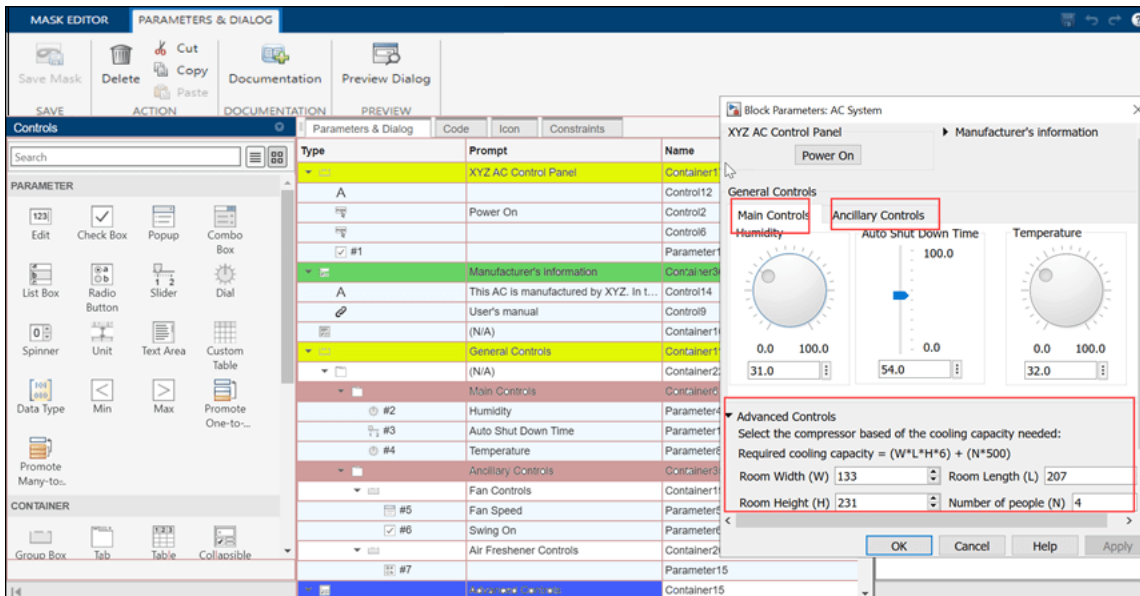 MASK EDITOR PARAMETERS & DIALOG
Save Mask
Delete
Cut
Copy
Paste
Documentation
Preview Dialog
SAVE ACTION DOCUMENTATION PREVIEW
Controls
Search
PARAMETER
123
Edit
Check Box
Popup
Combo
Box
List Box
Radio
Button
Slider
Dial
Spinner
Unit
Text Area
Custom
Table
Data Type
Min
Max
Promote
One-to-...
Promote
Many-to...
CONTAINER
Group Box
Tab
Table
Collapsible
Parameters & Dialog Code Icon Constraints
Type Prompt Name
XYZ AC Control Panel
A Control12
Power On Control2
Control6
#1
Manufacturer's information
A This AC is manufactured by XYZ. In t... Control14
User's manual Control9
(N/A)
General Controls
(N/A)
Main Controls
#2 Humidity
#3 Auto Shut Down Time
#4 Temperature
Ancillary Controls
Fan Controls
#5 Fan Speed
#6 Swing On
Air Freshener Controls
#7 Parameter15
Advanced Controls Container15
Block Parameters: AC System
XYZ AC Control Panel
Manufacturer's information
Power On
General Controls
Main Controls Ancillary Controls
Humidity Auto Shut Down Time Temperature
100.0
0.0 100.0 0.0 0.0 100.0
31.0 54.0 32.0
Advanced Controls
Select the compressor based of the cooling capacity needed:
Required cooling capacity = (W*L*H*6) + (N*500)
Room Width (W) 133 Room Length (L) 207
Room Height (H) 231 Number of people (N) 4
OK Cancel Help Apply